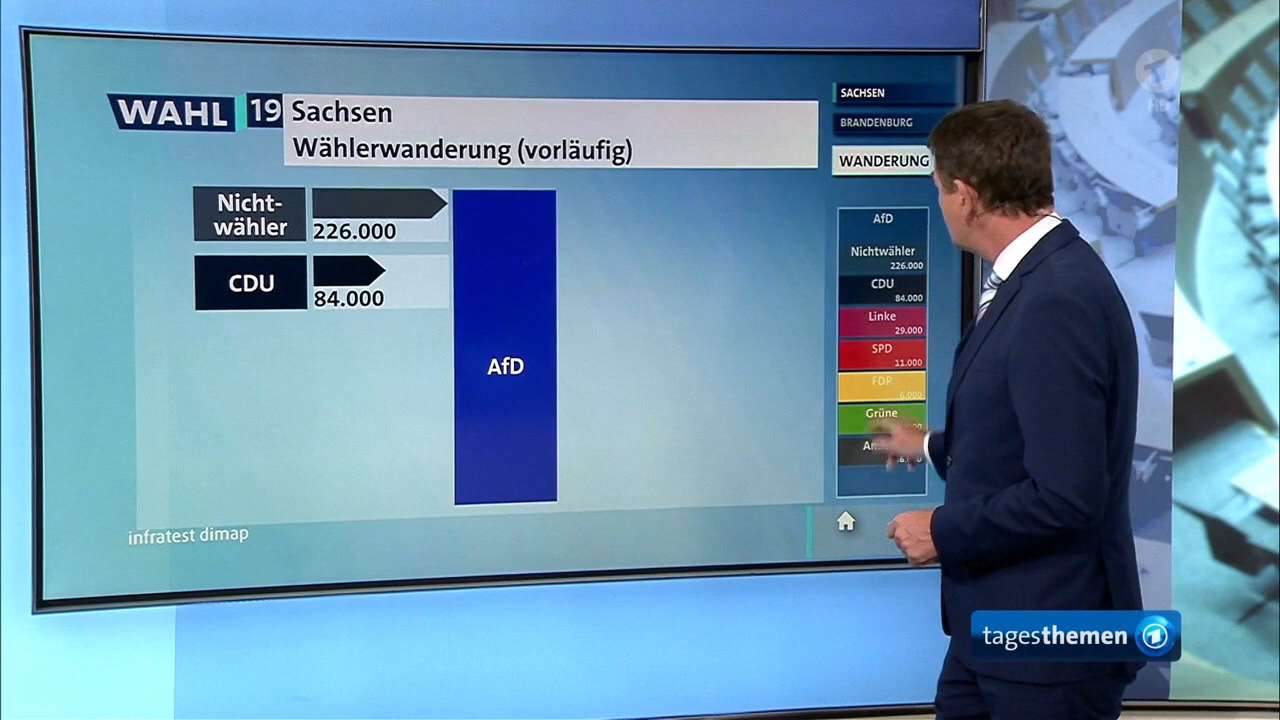 WAHL 19
Sachsen
Wählerwanderung (vorläufig)
Nicht-
wähler
226.000
CDU
84.000
AfD
infratest dimap
SACHSEN
BRANDENBURG
WANDERUNG
AfD
Nichtwähler
226.000
CDU
84.000
Linke
29.000
SPD
11.000
FDP
6.000
Grüne
HD
tagesthemen